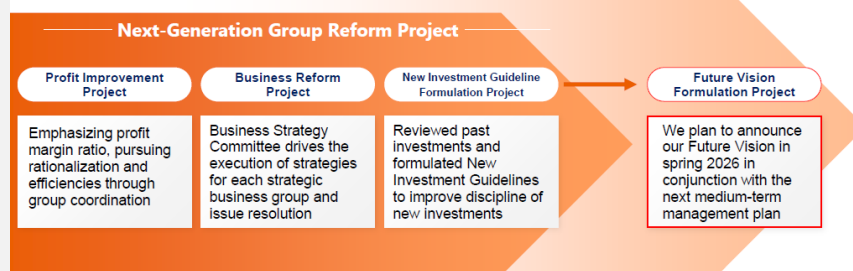 Next-Generation Group Reform Project
Profit Improvement
Project
Emphasizing profit
margin ratio, pursuing
rationalization and
efficiencies through
group coordination
Business Reform
Project
Business Strategy
Committee drives the
execution of strategies
for each strategic
business group and
issue resolution
New Investment Guideline
Formulation Project
Reviewed past
investments and
formulated New
Investment Guidelines
to improve discipline of
new investments
Future Vision
Formulation Project
We plan to announce
our Future Vision in
spring 2026 in
conjunction with the
next medium-term
management plan